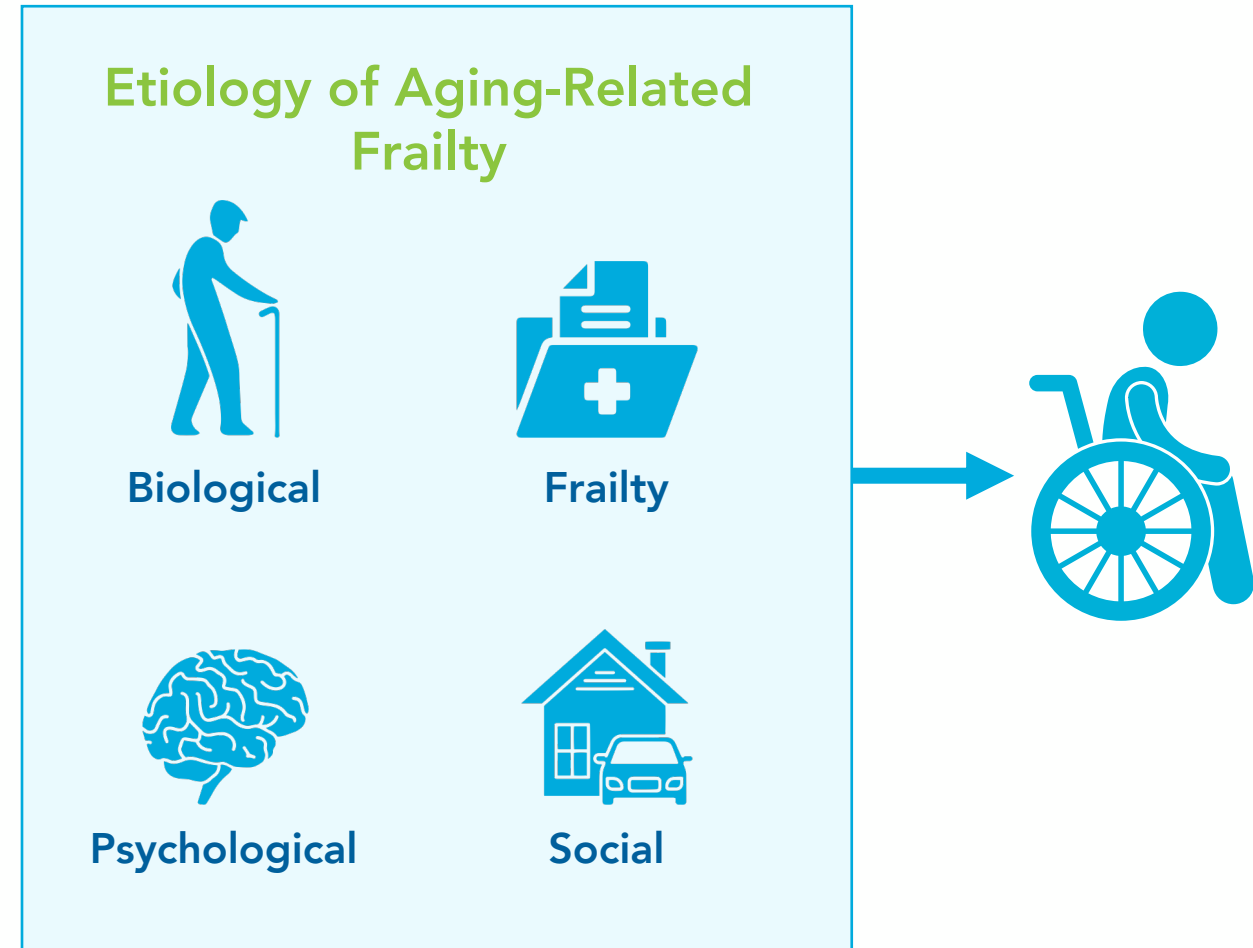 Etiology of Aging-Related
Frailty
Biological
Frailty
Psychological
Social